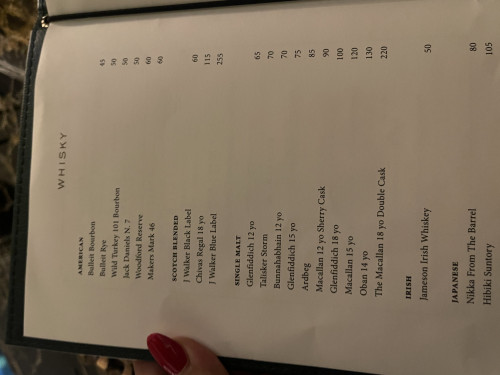 WHISKY
AMERICAN
Bulleit Bourbon 45
Bulleit Rye 50
Wild Turkey 101 Bourbon 50
Jack Daniels N. 7 50
Woodford Reserve 60
Makers Mark 46 60
SCOTCH BLENDED
J Walker Black Label 60
Chivas Regal 18 yo 115
J Walker Blue Label 255
SINGLE MALT
Glenfiddich 12 yo 65
Talisker Storm 70
Bunnahabhain 12 yo 70
Glenfiddich 15 yo 75
Ardbeg 85
Macallan 12 yo Sherry Cask 90
Glenfiddich 18 yo 100
Macallan 15 yo 120
Oban 14 yo 130
The Macallan 18 yo Double Cask 220
IRISH
Jameson Irish Whiskey 50
JAPANESE
Nikka From The Barrel 80
Hibiki Suntory 105